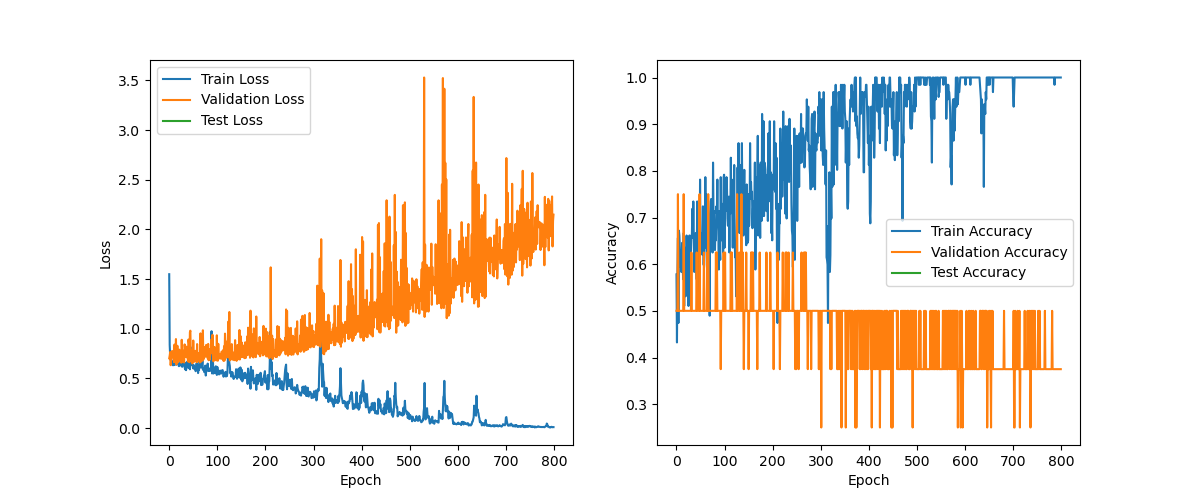 Train Loss
Validation Loss
Test Loss
3.5
3.0
2.5
2.0
1.5
1.0
0.5
0.0
Loss
0 100 200 300 400 500 600 700 800
Epoch
1.0
0.9
0.8
0.7
0.6
0.5
0.4
0.3
Accuracy
Train Accuracy
Validation Accuracy
Test Accuracy
0 100 200 300 400 500 600 700 800
Epoch